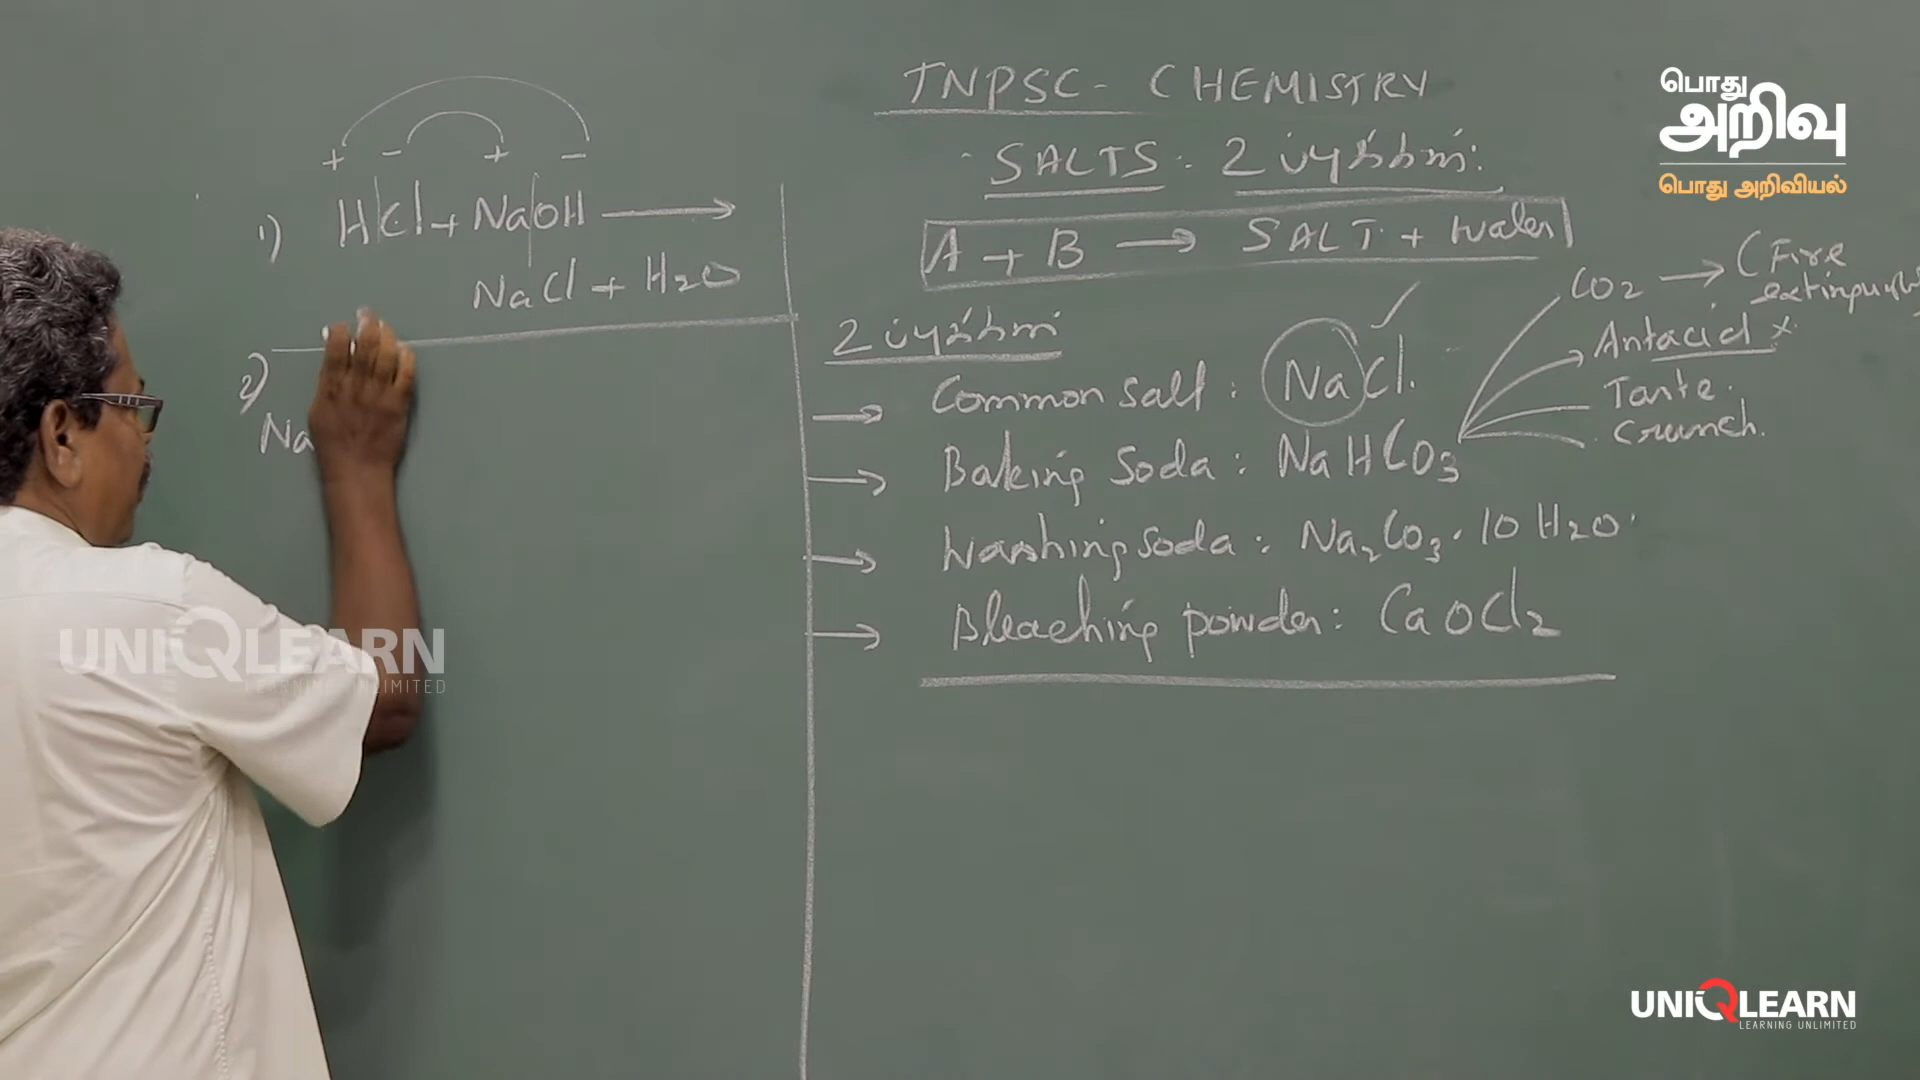 TNPSC - CHEMISTRY
SALTS : உப்புக்கள்:
A + B → SALT + Water
1) HCl + NaOH →
+ - + -
NaCl + H2O
2)
Na
உப்புக்கள்
→ Common salt : NaCl.
→ Baking Soda : NaHCO3
→ Washing Soda : Na2CO3 . 10 H2O
→ Bleaching powder : CaOCl2
CO2 → (Fire
Antacid
Taste.
Crunch.
பொது
அறிவு
பொது அறிவியல்
UNIQLEARN
LEARNING UNLIMITED
UNIQLEARN
LEARNING UNLIMITED